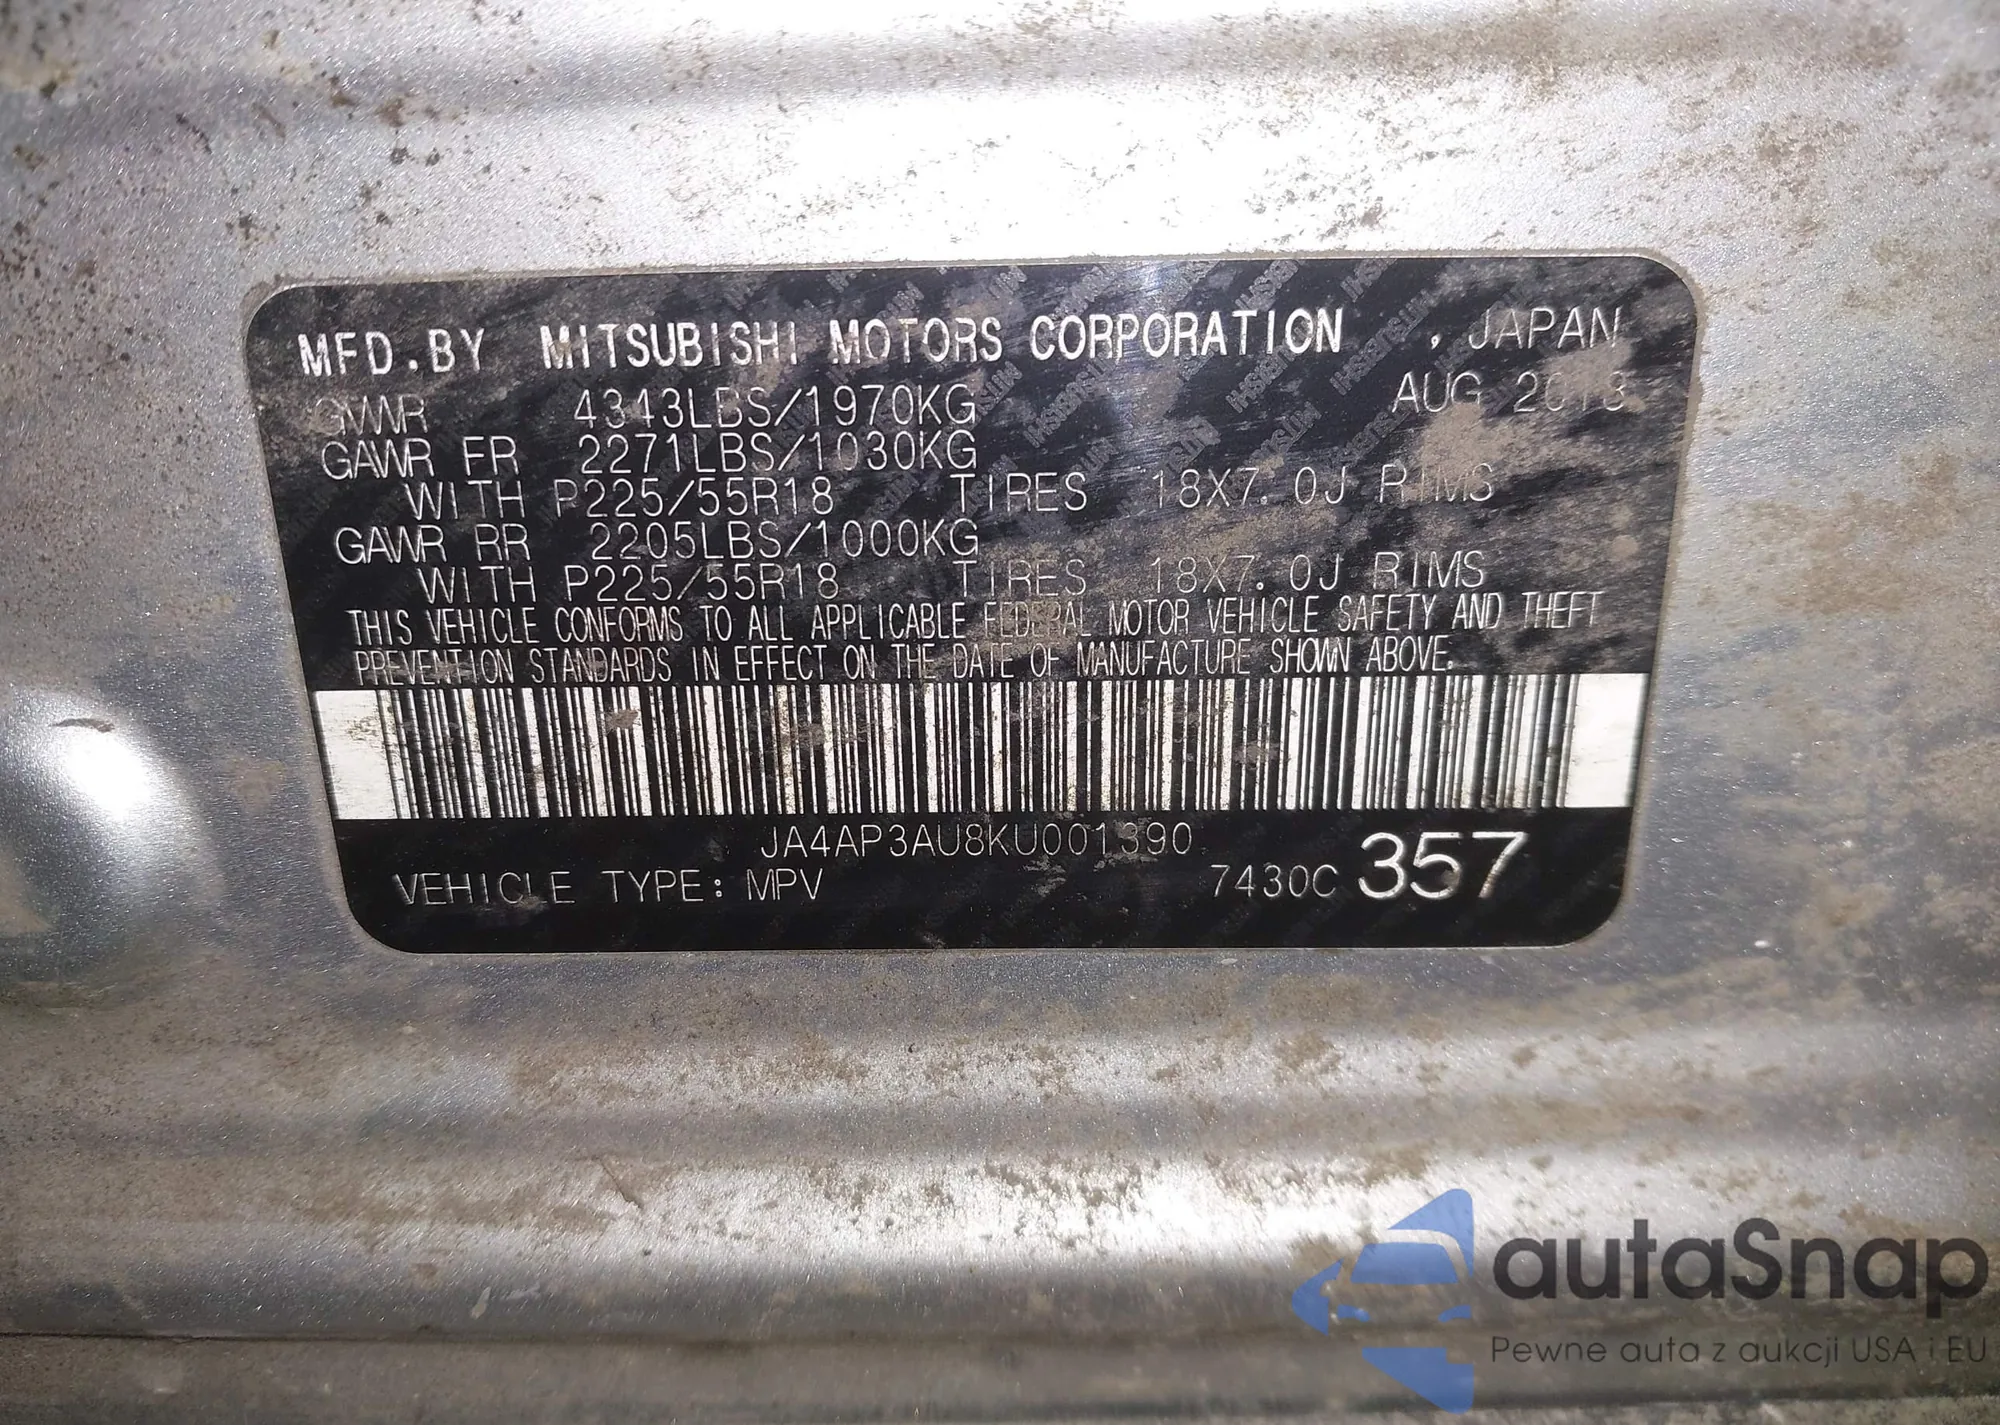 MFD.BY MITSUBISHI MOTORS CORPORATION , JAPAN
GVWR 4343LBS/1970KG AUG 2018
GAWR FR 2271LBS/1030KG
WITH P225/55R18 TIRES 18X7.0J RIMS
GAWR RR 2205LBS/1000KG
WITH P225/55R18 TIRES 18X7.0J RIMS
THIS VEHICLE CONFORMS TO ALL APPLICABLE FEDERAL MOTOR VEHICLE SAFETY AND THEFT
PREVENTION STANDARDS IN EFFECT ON THE DATE OF MANUFACTURE SHOWN ABOVE.
JA4AP3AU8KU001390
VEHICLE TYPE: MPV 7430C 357
autaSnap
Pewne auta z aukcji USA i EU